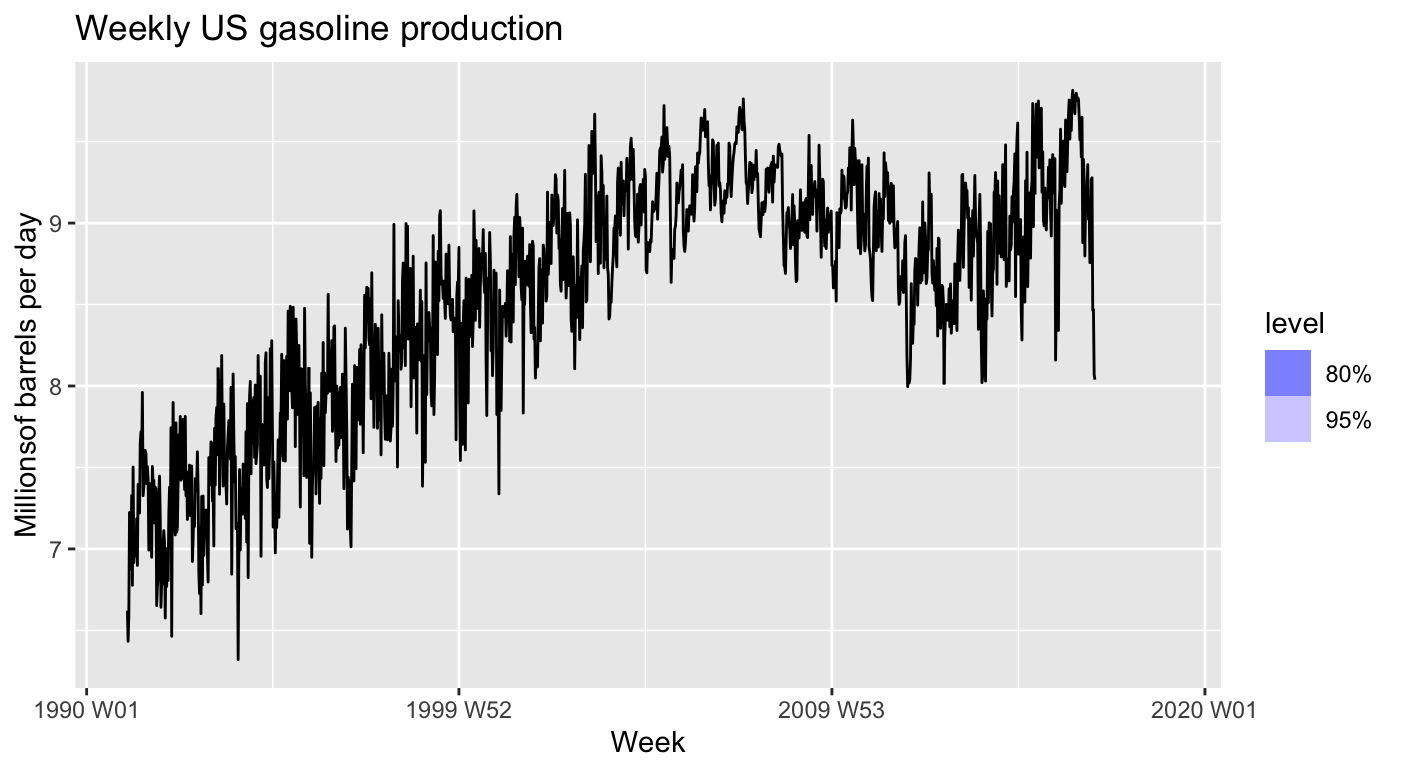 Weekly US gasoline production
Millionsof barrels per day
9
8
7
1990 W01
1999 W52
2009 W53
2020 W01
Week
level
80%
95%